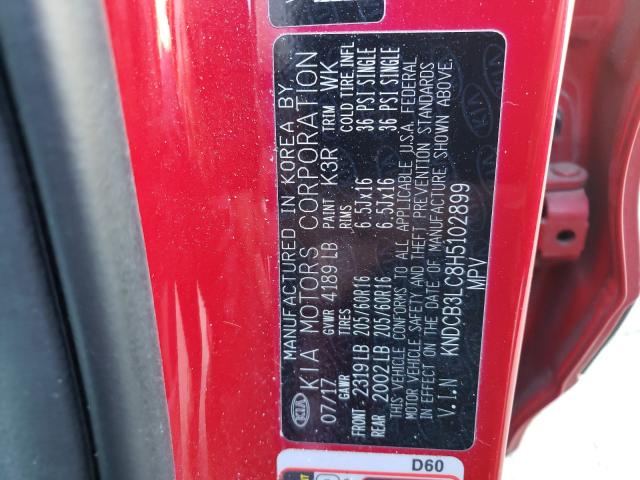 MANUFACTURED IN KOREA BY
KIA KIA MOTORS CORPORATION
07/17 GVWR 4189 LB PAINT K3R TRIM WK
GAWR TIRES RIMS COLD TIRE INFL
FRONT 2319 LB 205/60R16 6.5Jx16 36 PSI SINGLE
REAR 2002 LB 205/60R16 6.5Jx16 36 PSI SINGLE
THIS VEHICLE CONFORMS TO ALL APPLICABLE U.S.A. FEDERAL
MOTOR VEHICLE SAFETY AND THEFT PREVENTION STANDARDS
IN EFFECT ON THE DATE OF MANUFACTURE SHOWN ABOVE.
V.I.N KNDCB3LC8H5102899
MPV
D60